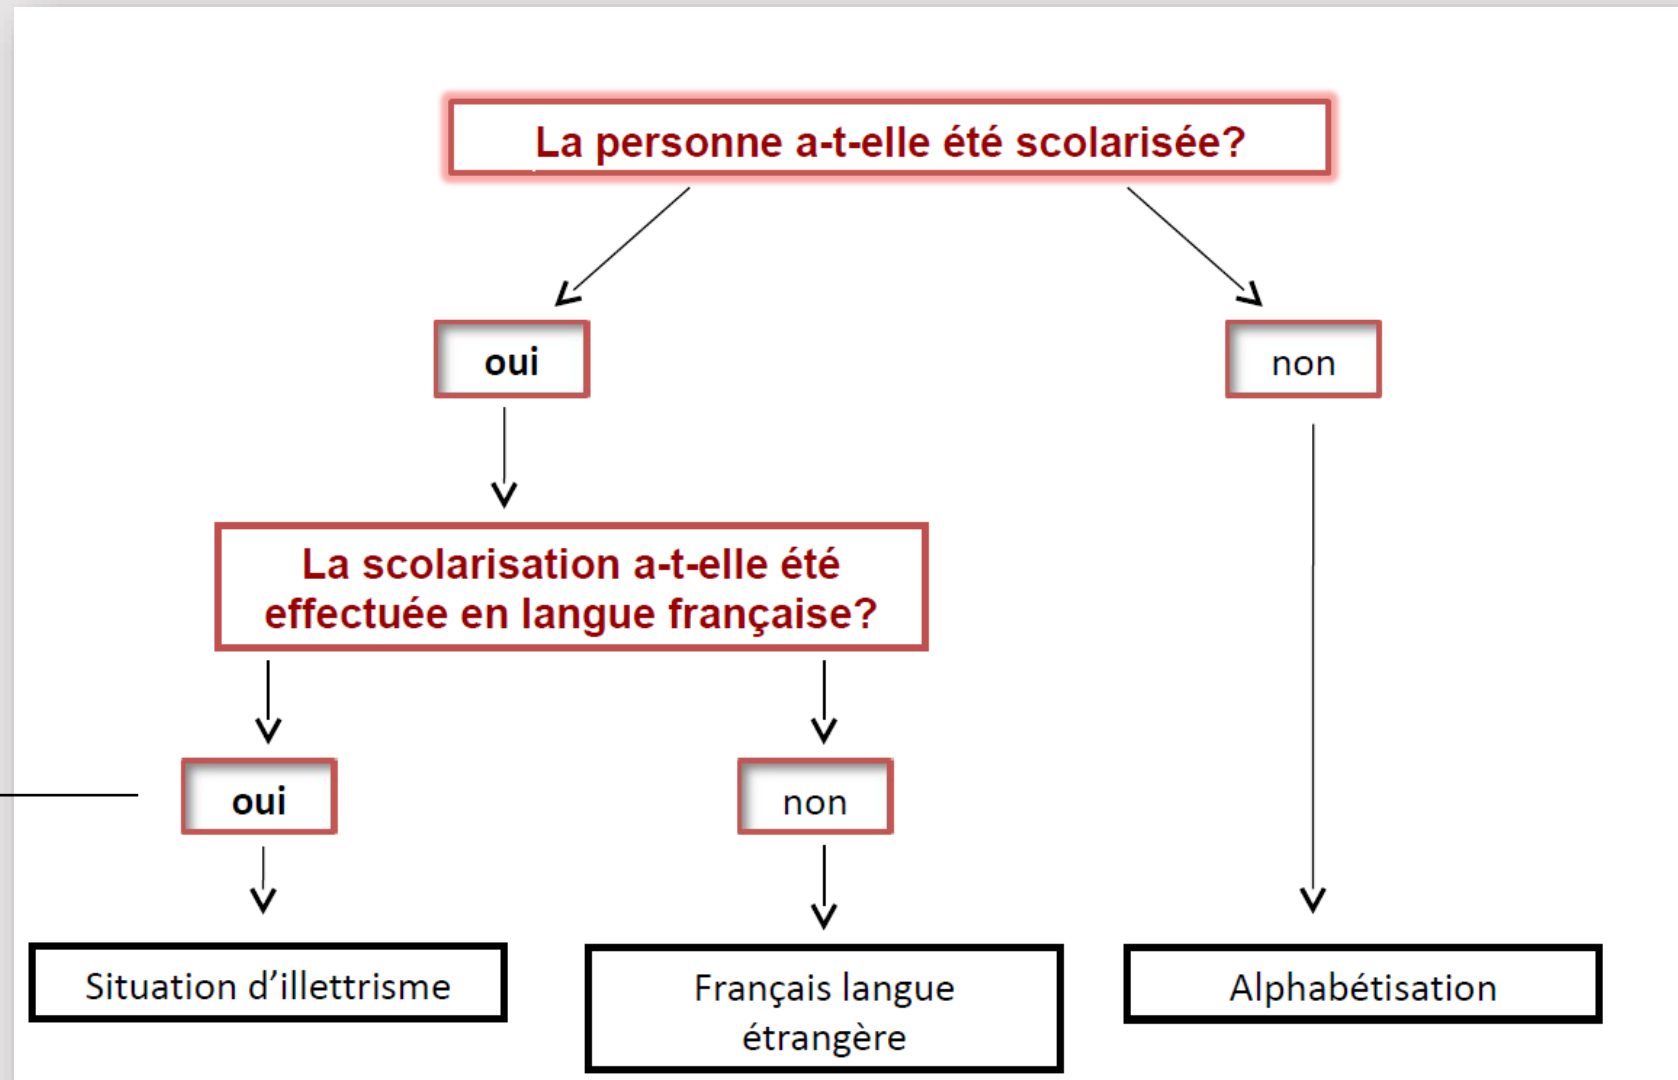 La personne a-t-elle été scolarisée?
oui
non
La scolarisation a-t-elle été
effectuée en langue française?
oui
non
Situation d’illettrisme
Français langue
étrangère
Alphabétisation